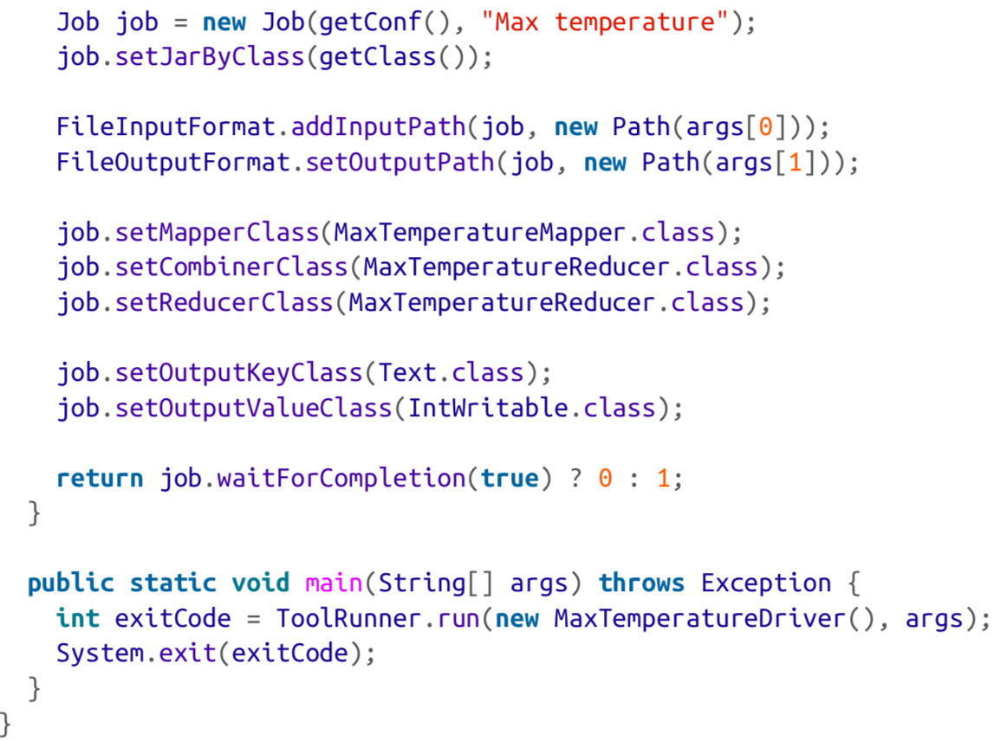 Job job = new Job(getConf(), "Max temperature");
job.setJarByClass(getClass());

FileInputFormat.addInputPath(job, new Path(args[0]));
FileOutputFormat.setOutputPath(job, new Path(args[1]));

job.setMapperClass(MaxTemperatureMapper.class);
job.setCombinerClass(MaxTemperatureReducer.class);
job.setReducerClass(MaxTemperatureReducer.class);

job.setOutputKeyClass(Text.class);
job.setOutputValueClass(IntWritable.class);

return job.waitForCompletion(true) ? 0 : 1;
}

public static void main(String[] args) throws Exception {
int exitCode = ToolRunner.run(new MaxTemperatureDriver(), args);
System.exit(exitCode);
}
}